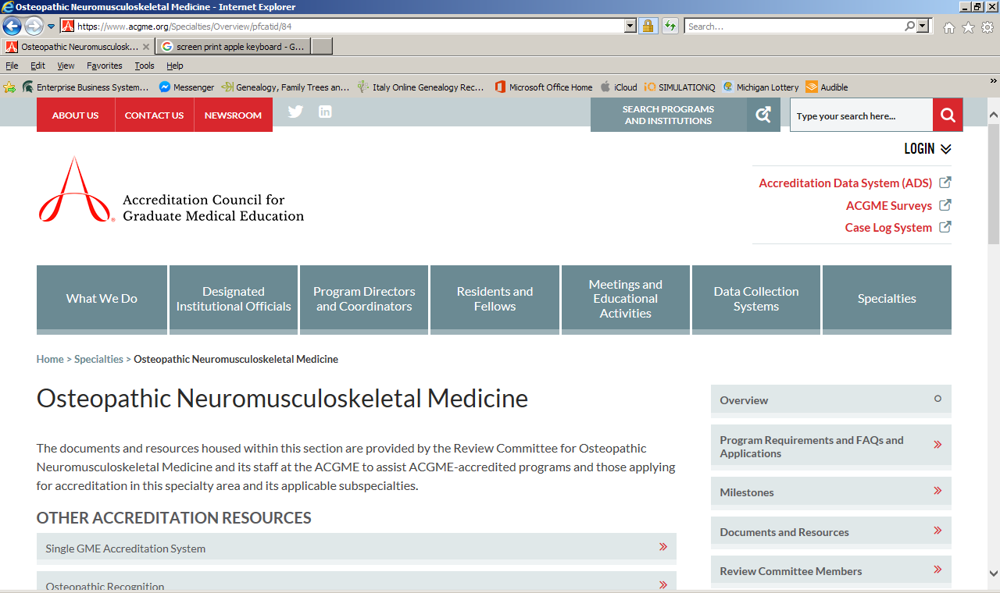 Osteopathic Neuromusculoskeletal Medicine - Internet Explorer
https://www.acgme.org/Specialties/Overview/pfcatid/84
Search...
Osteopathic Neuromusculosk...
screen print apple keyboard - G...
File Edit View Favorites Tools Help
Enterprise Business System... Messenger Genealogy, Family Trees an... Italy Online Genealogy Rec... Microsoft Office Home iCloud SIMULATIONiQ Michigan Lottery Audible
ABOUT US CONTACT US NEWSROOM
SEARCH PROGRAMS
AND INSTITUTIONS
Type your search here...
LOGIN
Accreditation Council for
Graduate Medical Education
Accreditation Data System (ADS)
ACGME Surveys
Case Log System
What We Do
Designated
Institutional Officials
Program Directors
and Coordinators
Residents and
Fellows
Meetings and
Educational
Activities
Data Collection
Systems
Specialties
Home > Specialties > Osteopathic Neuromusculoskeletal Medicine
Osteopathic Neuromusculoskeletal Medicine
The documents and resources housed within this section are provided by the Review Committee for Osteopathic
Neuromusculoskeletal Medicine and its staff at the ACGME to assist ACGME-accredited programs and those applying
for accreditation in this specialty area and its applicable subspecialties.
OTHER ACCREDITATION RESOURCES
Single GME Accreditation System
Osteopathic Recognition
Overview
Program Requirements and FAQs and
Applications
Milestones
Documents and Resources
Review Committee Members